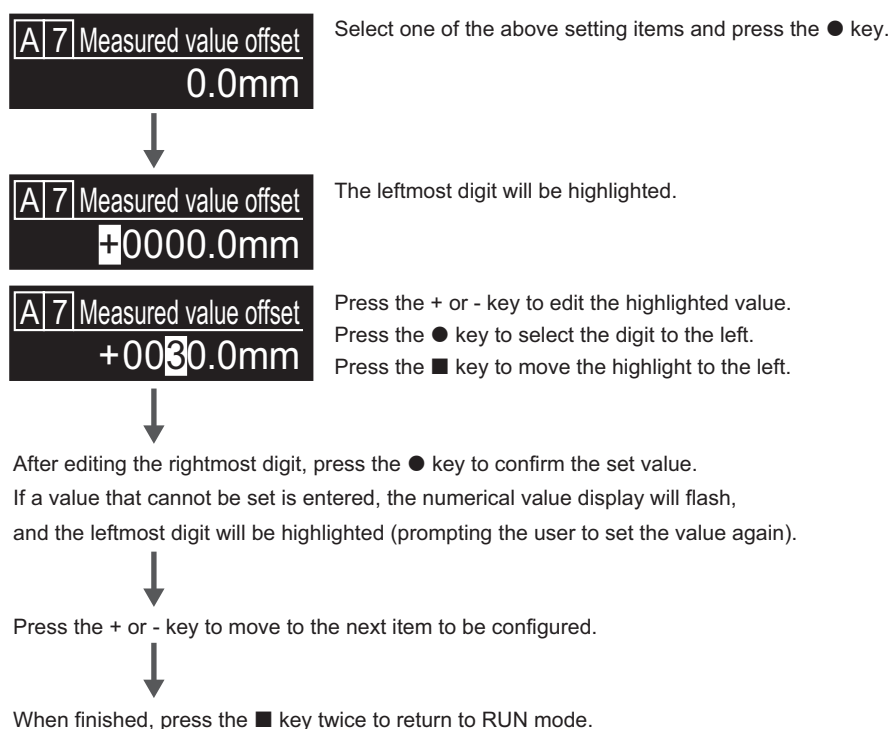 A 7 Measured value offset
0.0mm
Select one of the above setting items and press the ● key.
A 7 Measured value offset
+0000.0mm
The leftmost digit will be highlighted.
A 7 Measured value offset
+0030.0mm
Press the + or - key to edit the highlighted value.
Press the ● key to select the digit to the left.
Press the ■ key to move the highlight to the left.
After editing the rightmost digit, press the ● key to confirm the set value.
If a value that cannot be set is entered, the numerical value display will flash,
and the leftmost digit will be highlighted (prompting the user to set the value again).
Press the + or - key to move to the next item to be configured.
When finished, press the ■ key twice to return to RUN mode.